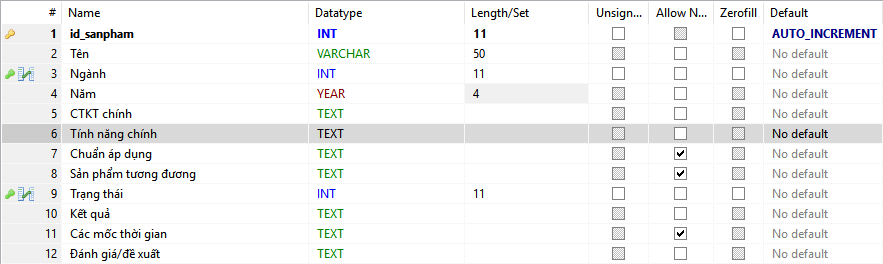 # Name Datatype Length/Set Unsign... Allow N... Zerofill Default
1 id_sanpham INT 11 AUTO_INCREMENT
2 Tên VARCHAR 50 No default
3 Ngành INT 11 No default
4 Năm YEAR 4 No default
5 CTKT chính TEXT No default
6 Tính năng chính TEXT No default
7 Chuẩn áp dụng TEXT No default
8 Sản phẩm tương đương TEXT No default
9 Trạng thái INT 11 No default
10 Kết quả TEXT No default
11 Các mốc thời gian TEXT No default
12 Đánh giá/đề xuất TEXT No default